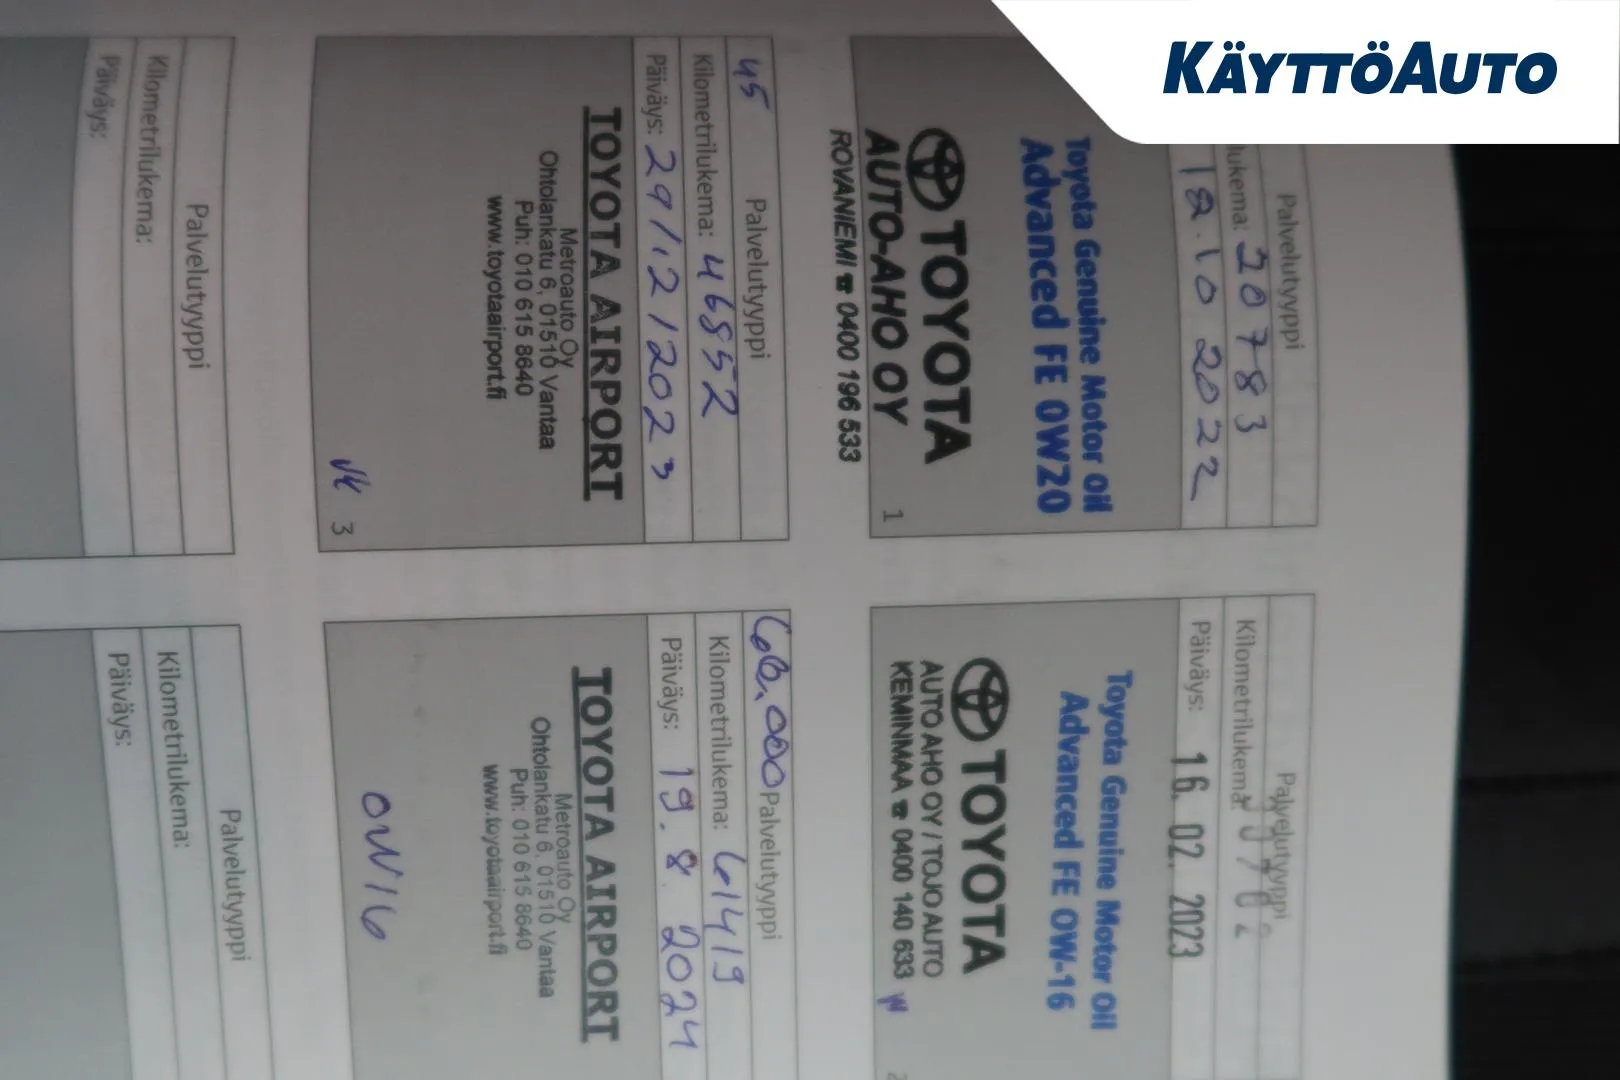 KÄYTTÖAUTO
Palvelutyyppi
lukema: 20783
12.10 2022
Toyota Genuine Motor Oil
Advanced FE 0W20
TOYOTA
AUTO-AHO OY
ROVANIEMI ☎ 0400 196 533
1
Palvelutyyppi
Kilometrilukema:
Päiväys: 16. 02. 2023
Toyota Genuine Motor Oil
Advanced FE 0W-16
TOYOTA
AUTO AHO OY / TOJO AUTO
KEMINMAA ☎ 0400 140 633
2
45 Palvelutyyppi
Kilometrilukema: 46852
Päiväys: 29/12/2023
TOYOTA AIRPORT
Metroauto Oy
Ohtolankatu 6, 01510 Vantaa
Puh: 010 615 8640
www.toyotaairport.fi
3
60.000 Palvelutyyppi
Kilometrilukema: 61419
Päiväys: 19.8.2024
TOYOTA AIRPORT
Metroauto Oy
Ohtolankatu 6, 01510 Vantaa
Puh: 010 615 8640
www.toyotaairport.fi
0W16
Palvelutyyppi
Kilometrilukema:
Päiväys:
Palvelutyyppi
Kilometrilukema:
Päiväys: